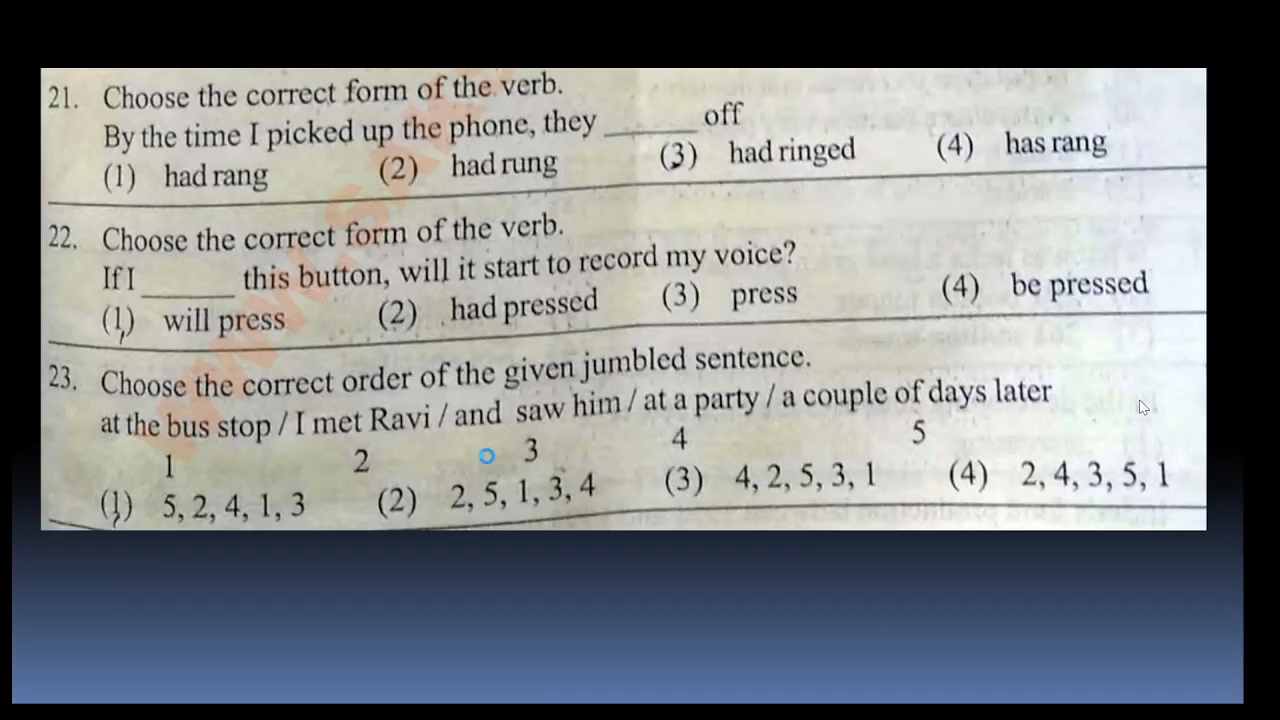 21. Choose the correct form of the verb.
By the time I picked up the phone, they ______ off
(1) had rang (2) had rung (3) had ringed (4) has rang
22. Choose the correct form of the verb.
If I ______ this button, will it start to record my voice?
(1) will press (2) had pressed (3) press (4) be pressed
23. Choose the correct order of the given jumbled sentence.
at the bus stop / I met Ravi / and saw him / at a party / a couple of days later
1 2 3 4 5
(1) 5, 2, 4, 1, 3 (2) 2, 5, 1, 3, 4 (3) 4, 2, 5, 3, 1 (4) 2, 4, 3, 5, 1